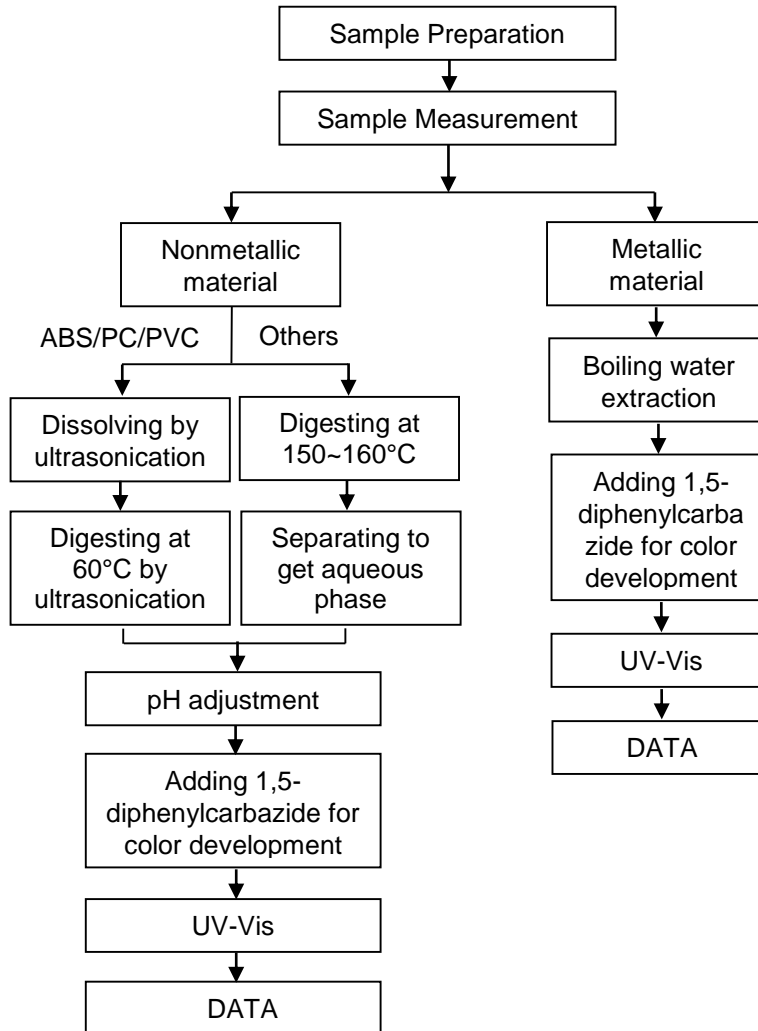 Sample Preparation
Sample Measurement
Nonmetallic
material
ABS/PC/PVC
Others
Dissolving by
ultrasonication
Digesting at
150~160°C
Digesting at
60°C by
ultrasonication
Separating to
get aqueous
phase
pH adjustment
Adding 1,5-
diphenylcarbazide for
color development
UV-Vis
DATA
Metallic
material
Boiling water
extraction
Adding 1,5-
diphenylcarba
zide for color
development
UV-Vis
DATA